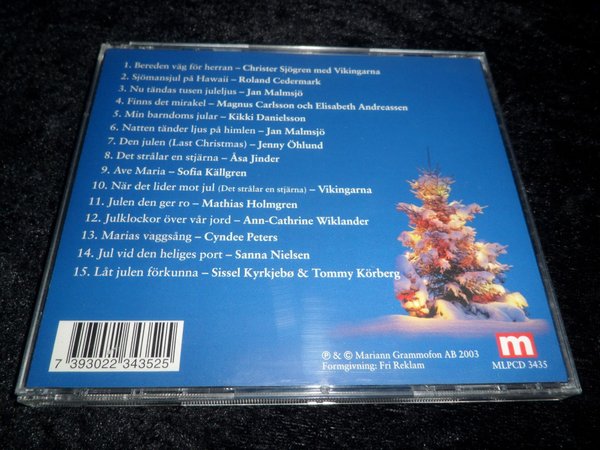 1. Bereden väg för herran – Christer Sjögren med Vikingarna
2. Sjömansjul på Hawaii – Roland Cedermark
3. Nu tändas tusen juleljus – Jan Malmsjö
4. Finns det mirakel – Magnus Carlsson och Elisabeth Andreassen
5. Min barndoms jular – Kikki Danielsson
6. Natten tänder ljus på himlen – Jan Malmsjö
7. Den julen (Last Christmas) – Jenny Öhlund
8. Det strålar en stjärna – Åsa Jinder
9. Ave Maria – Sofia Källgren
10. När det lider mot jul (Det strålar en stjärna) – Vikingarna
11. Julen den ger ro – Mathias Holmgren
12. Julklockor över vår jord – Ann-Cathrine Wiklander
13. Marias vaggsång – Cyndee Peters
14. Jul vid den heliges port – Sanna Nielsen
15. Låt julen förkunna – Sissel Kyrkjebø & Tommy Körberg
7 393022 343525
℗ & © Mariann Grammofon AB 2003
Formgivning: Fri Reklam
m
MLPCD 3435